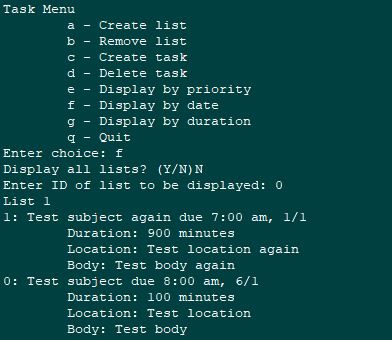 Task Menu
a - Create list
b - Remove list
c - Create task
d - Delete task
e - Display by priority
f - Display by date
g - Display by duration
q - Quit
Enter choice: f
Display all lists? (Y/N)N
Enter ID of list to be displayed: 0
List 1
1: Test subject again due 7:00 am, 1/1
Duration: 900 minutes
Location: Test location again
Body: Test body again
0: Test subject due 8:00 am, 6/1
Duration: 100 minutes
Location: Test location
Body: Test body